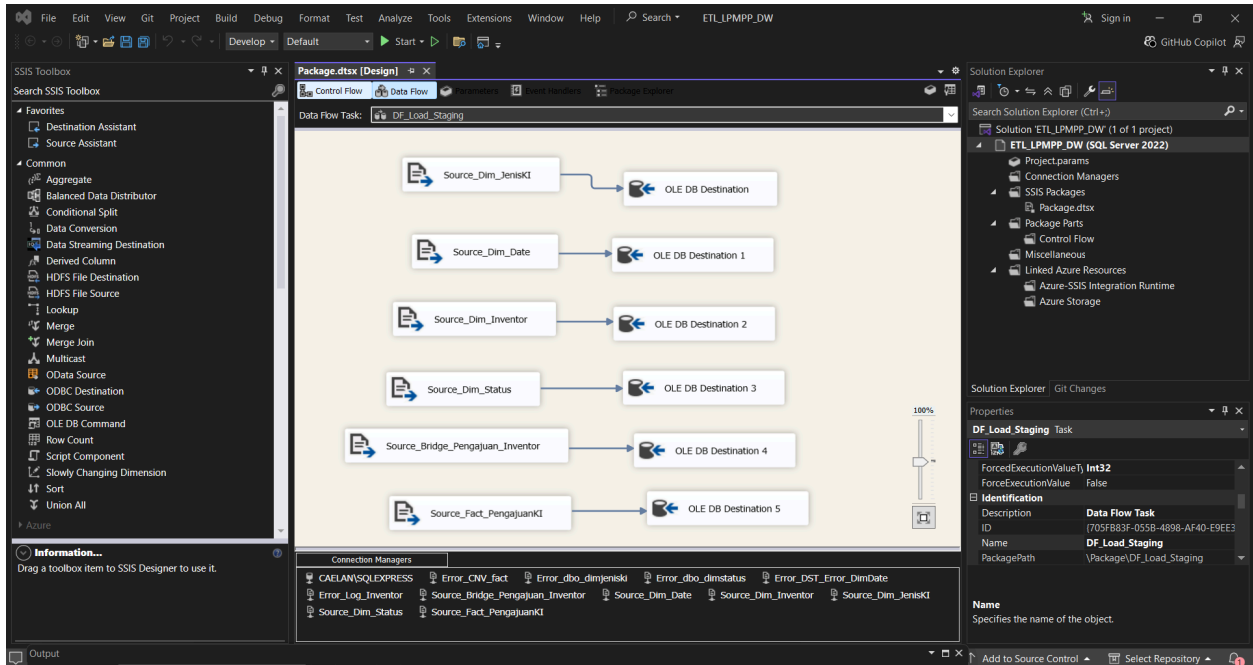 File Edit View Git Project Build Debug Format Test Analyze Tools Extensions Window Help Search ETL_LPMPP_DW Sign in
Develop Default Start GitHub Copilot
SSIS Toolbox
Search SSIS Toolbox
Favorites
Destination Assistant
Source Assistant
Common
Aggregate
Balanced Data Distributor
Conditional Split
Data Conversion
Data Streaming Destination
Derived Column
HDFS File Destination
HDFS File Source
Lookup
Merge
Merge Join
Multicast
OData Source
ODBC Destination
ODBC Source
OLE DB Command
Row Count
Script Component
Slowly Changing Dimension
Sort
Union All
Azure
Information...
Drag a toolbox item to SSIS Designer to use it.
Package.dtsx [Design]
Control Flow Data Flow Parameters Event Handlers Package Explorer
Data Flow Task: DF_Load_Staging
Source_Dim_JenisKI
OLE DB Destination
Source_Dim_Date
OLE DB Destination 1
Source_Dim_Inventor
OLE DB Destination 2
Source_Dim_Status
OLE DB Destination 3
Source_Bridge_Pengajuan_Inventor
OLE DB Destination 4
Source_Fact_PengajuanKI
OLE DB Destination 5
100%
Connection Managers
CAELAN\SQLEXPRESS Error_CNV_fact Error_dbo_dimjeniski Error_dbo_dimstatus Error_DST_Error_DimDate
Error_Log_Inventor Source_Bridge_Pengajuan_Inventor Source_Dim_Date Source_Dim_Inventor Source_Dim_JenisKI
Source_Dim_Status Source_Fact_PengajuanKI
Solution Explorer
Search Solution Explorer (Ctrl+;)
Solution 'ETL_LPMPP_DW' (1 of 1 project)
ETL_LPMPP_DW (SQL Server 2022)
Project.params
Connection Managers
SSIS Packages
Package.dtsx
Package Parts
Control Flow
Miscellaneous
Linked Azure Resources
Azure-SSIS Integration Runtime
Azure Storage
Solution Explorer Git Changes
Properties
DF_Load_Staging Task
ForcedExecutionValueTy Int32
ForceExecutionValue False
Identification
Description Data Flow Task
ID {705FB83F-055B-4898-AF40-E9EE3
Name DF_Load_Staging
PackagePath \Package\DF_Load_Staging
Name
Specifies the name of the object.
Output
Add to Source Control Select Repository